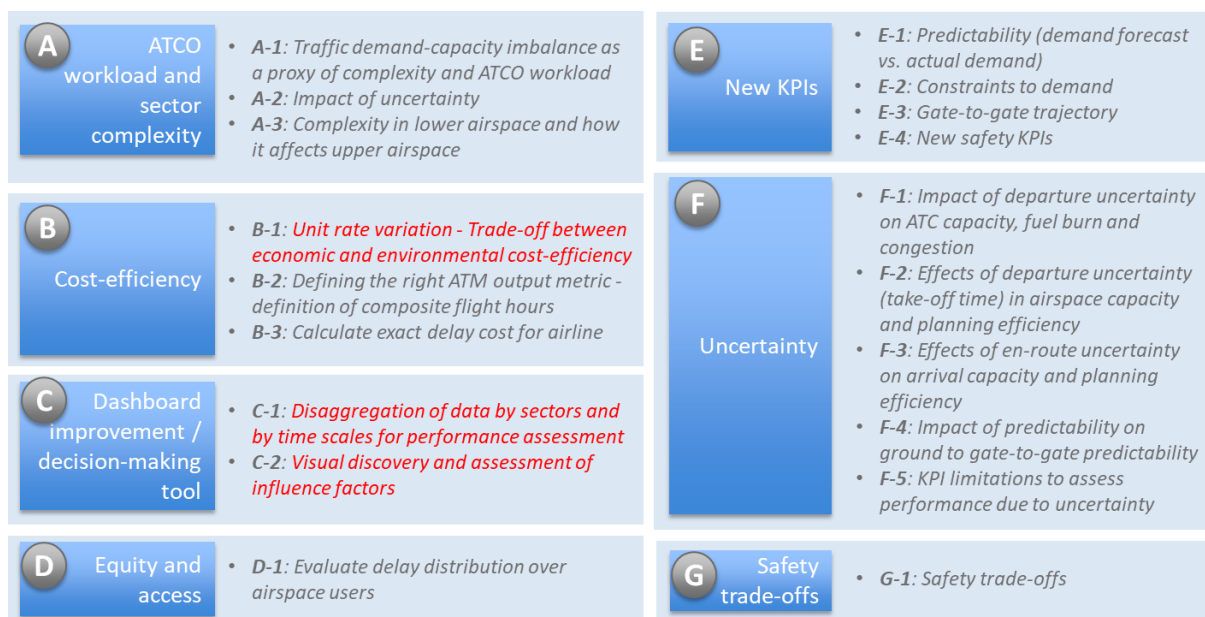 A
ATCO
workload and
sector
complexity
• A-1: Traffic demand-capacity imbalance as
a proxy of complexity and ATCO workload
• A-2: Impact of uncertainty
• A-3: Complexity in lower airspace and how
it affects upper airspace
B
Cost-efficiency
• B-1: Unit rate variation - Trade-off between
economic and environmental cost-efficiency
• B-2: Defining the right ATM output metric -
definition of composite flight hours
• B-3: Calculate exact delay cost for airline
C
Dashboard
improvement /
decision-making
tool
• C-1: Disaggregation of data by sectors and
by time scales for performance assessment
• C-2: Visual discovery and assessment of
influence factors
D
Equity and
access
• D-1: Evaluate delay distribution over
airspace users
E
New KPIs
• E-1: Predictability (demand forecast
vs. actual demand)
• E-2: Constraints to demand
• E-3: Gate-to-gate trajectory
• E-4: New safety KPIs
F
Uncertainty
• F-1: Impact of departure uncertainty
on ATC capacity, fuel burn and
congestion
• F-2: Effects of departure uncertainty
(take-off time) in airspace capacity
and planning efficiency
• F-3: Effects of en-route uncertainty
on arrival capacity and planning
efficiency
• F-4: Impact of predictability on
ground to gate-to-gate predictability
• F-5: KPI limitations to assess
performance due to uncertainty
G
Safety
trade-offs
• G-1: Safety trade-offs